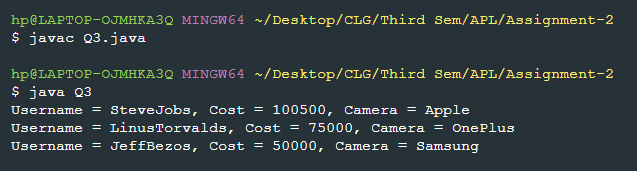 hp@LAPTOP-OJMHKA3Q MINGW64 ~/Desktop/CLG/Third Sem/APL/Assignment-2
$ javac Q3.java
hp@LAPTOP-OJMHKA3Q MINGW64 ~/Desktop/CLG/Third Sem/APL/Assignment-2
$ java Q3
Username = SteveJobs, Cost = 100500, Camera = Apple
Username = LinusTorvalds, Cost = 75000, Camera = OnePlus
Username = JeffBezos, Cost = 50000, Camera = Samsung